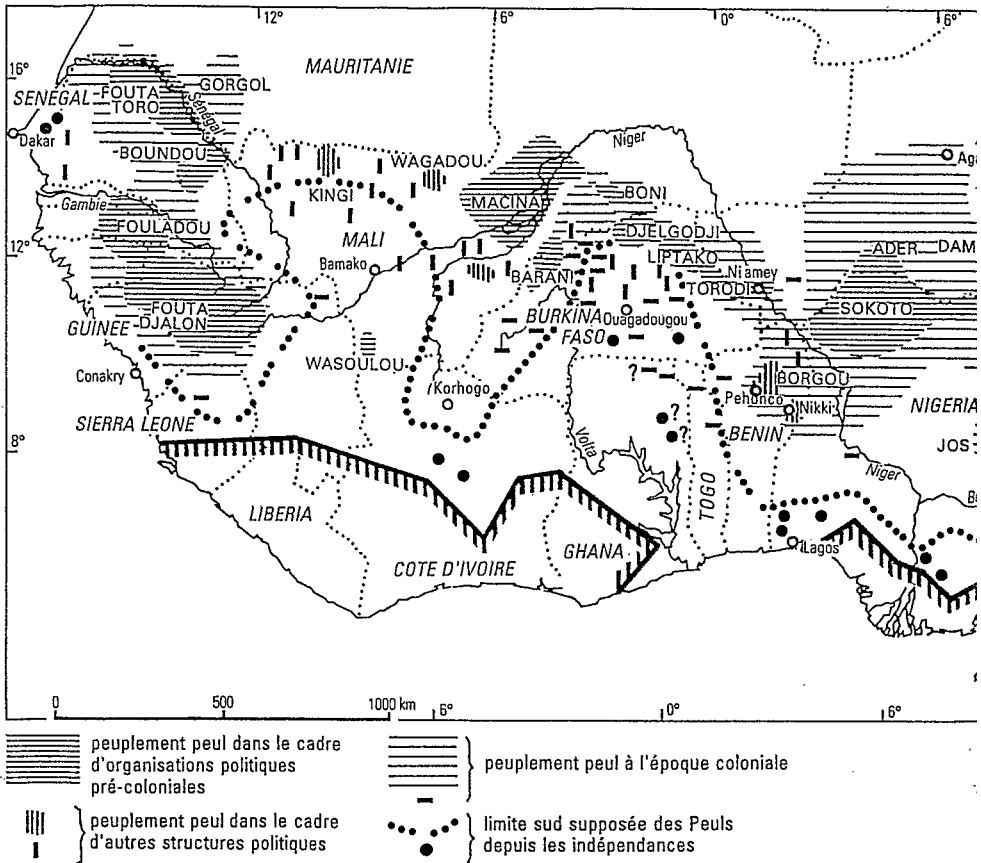 12° 6° 0° 6°
16°
MAURITANIE
SENEGAL
FOUTA
TORO
GORGOL
Sénégal
Dakar
BOUNDOU
WAGADOU
Niger
KINGI
MACINA
BONI
Gambie
FOULADOU
MALI
DJELGODJI
ADER
12°
Bamako
BARANI
LIPTAKO
Niamey
TORODI
SOKOTO
FOUTA
DJALON
GUINEE
BURKINA
FASO
Ouagadougou
WASOULOU
Conakry
Korhogo
?
BORGOU
Pehonco
Nikki
NIGERIA
SIERRA LEONE
?
?
8°
Volta
BENIN
JOS
TOGO
Niger
LIBERIA
GHANA
Lagos
COTE D'IVOIRE
0 500 1000 km
6° 0° 6°
peuplement peul dans le cadre
d'organisations politiques
pré-coloniales
peuplement peul à l'époque coloniale
peuplement peul dans le cadre
d'autres structures politiques
limite sud supposée des Peuls
depuis les indépendances